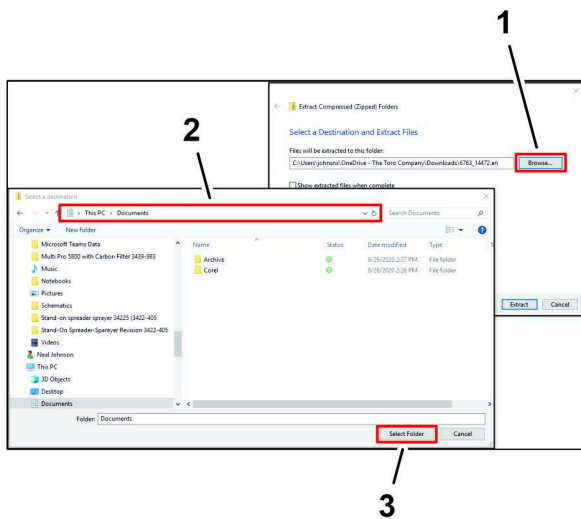 1
Extract Compressed (Zipped) Folders
Select a Destination and Extract Files
Files will be extracted to this folder:
C:\Users\johnsni\OneDrive - The Toro Company\Downloads\6763_14472.en
Browse...
Show extracted files when complete
2
Select a destination
This PC > Documents
Search Documents
Organize
New folder
Name
Status
Date modified
Type
S
Microsoft Teams Data
Multi Pro 5800 with Carbon Filter 3439-983
Music
Notebooks
Pictures
Schematics
Stand-on spreader sprayer 34225 (3422-405
Stand-On Spreader-Spareyer Revision 3422-405
Videos
Neal Johnson
This PC
3D Objects
Desktop
Documents
Archive
8/26/2020 2:27 PM
File folder
Corel
8/26/2020 2:26 PM
File folder
Extract
Cancel
Folder: Documents
Select Folder
Cancel
3